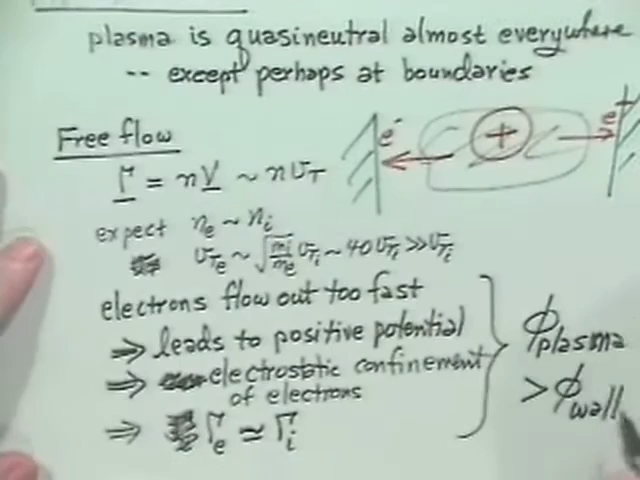 plasma is quasineutral almost everywhere
-- except perhaps at boundaries
Free flow
e⁻
+
e⁻
Γ = nV ~ nv_T
expect n_e ~ n_i
v_Te ~ √(mi/me) v_Ti ~ 40 v_Ti >> v_Ti
electrons flow out too fast
⇒ leads to positive potential
⇒ electrostatic confinement
of electrons
⇒ Γ_e ≃ Γ_i
ϕ_plasma
> ϕ_wall